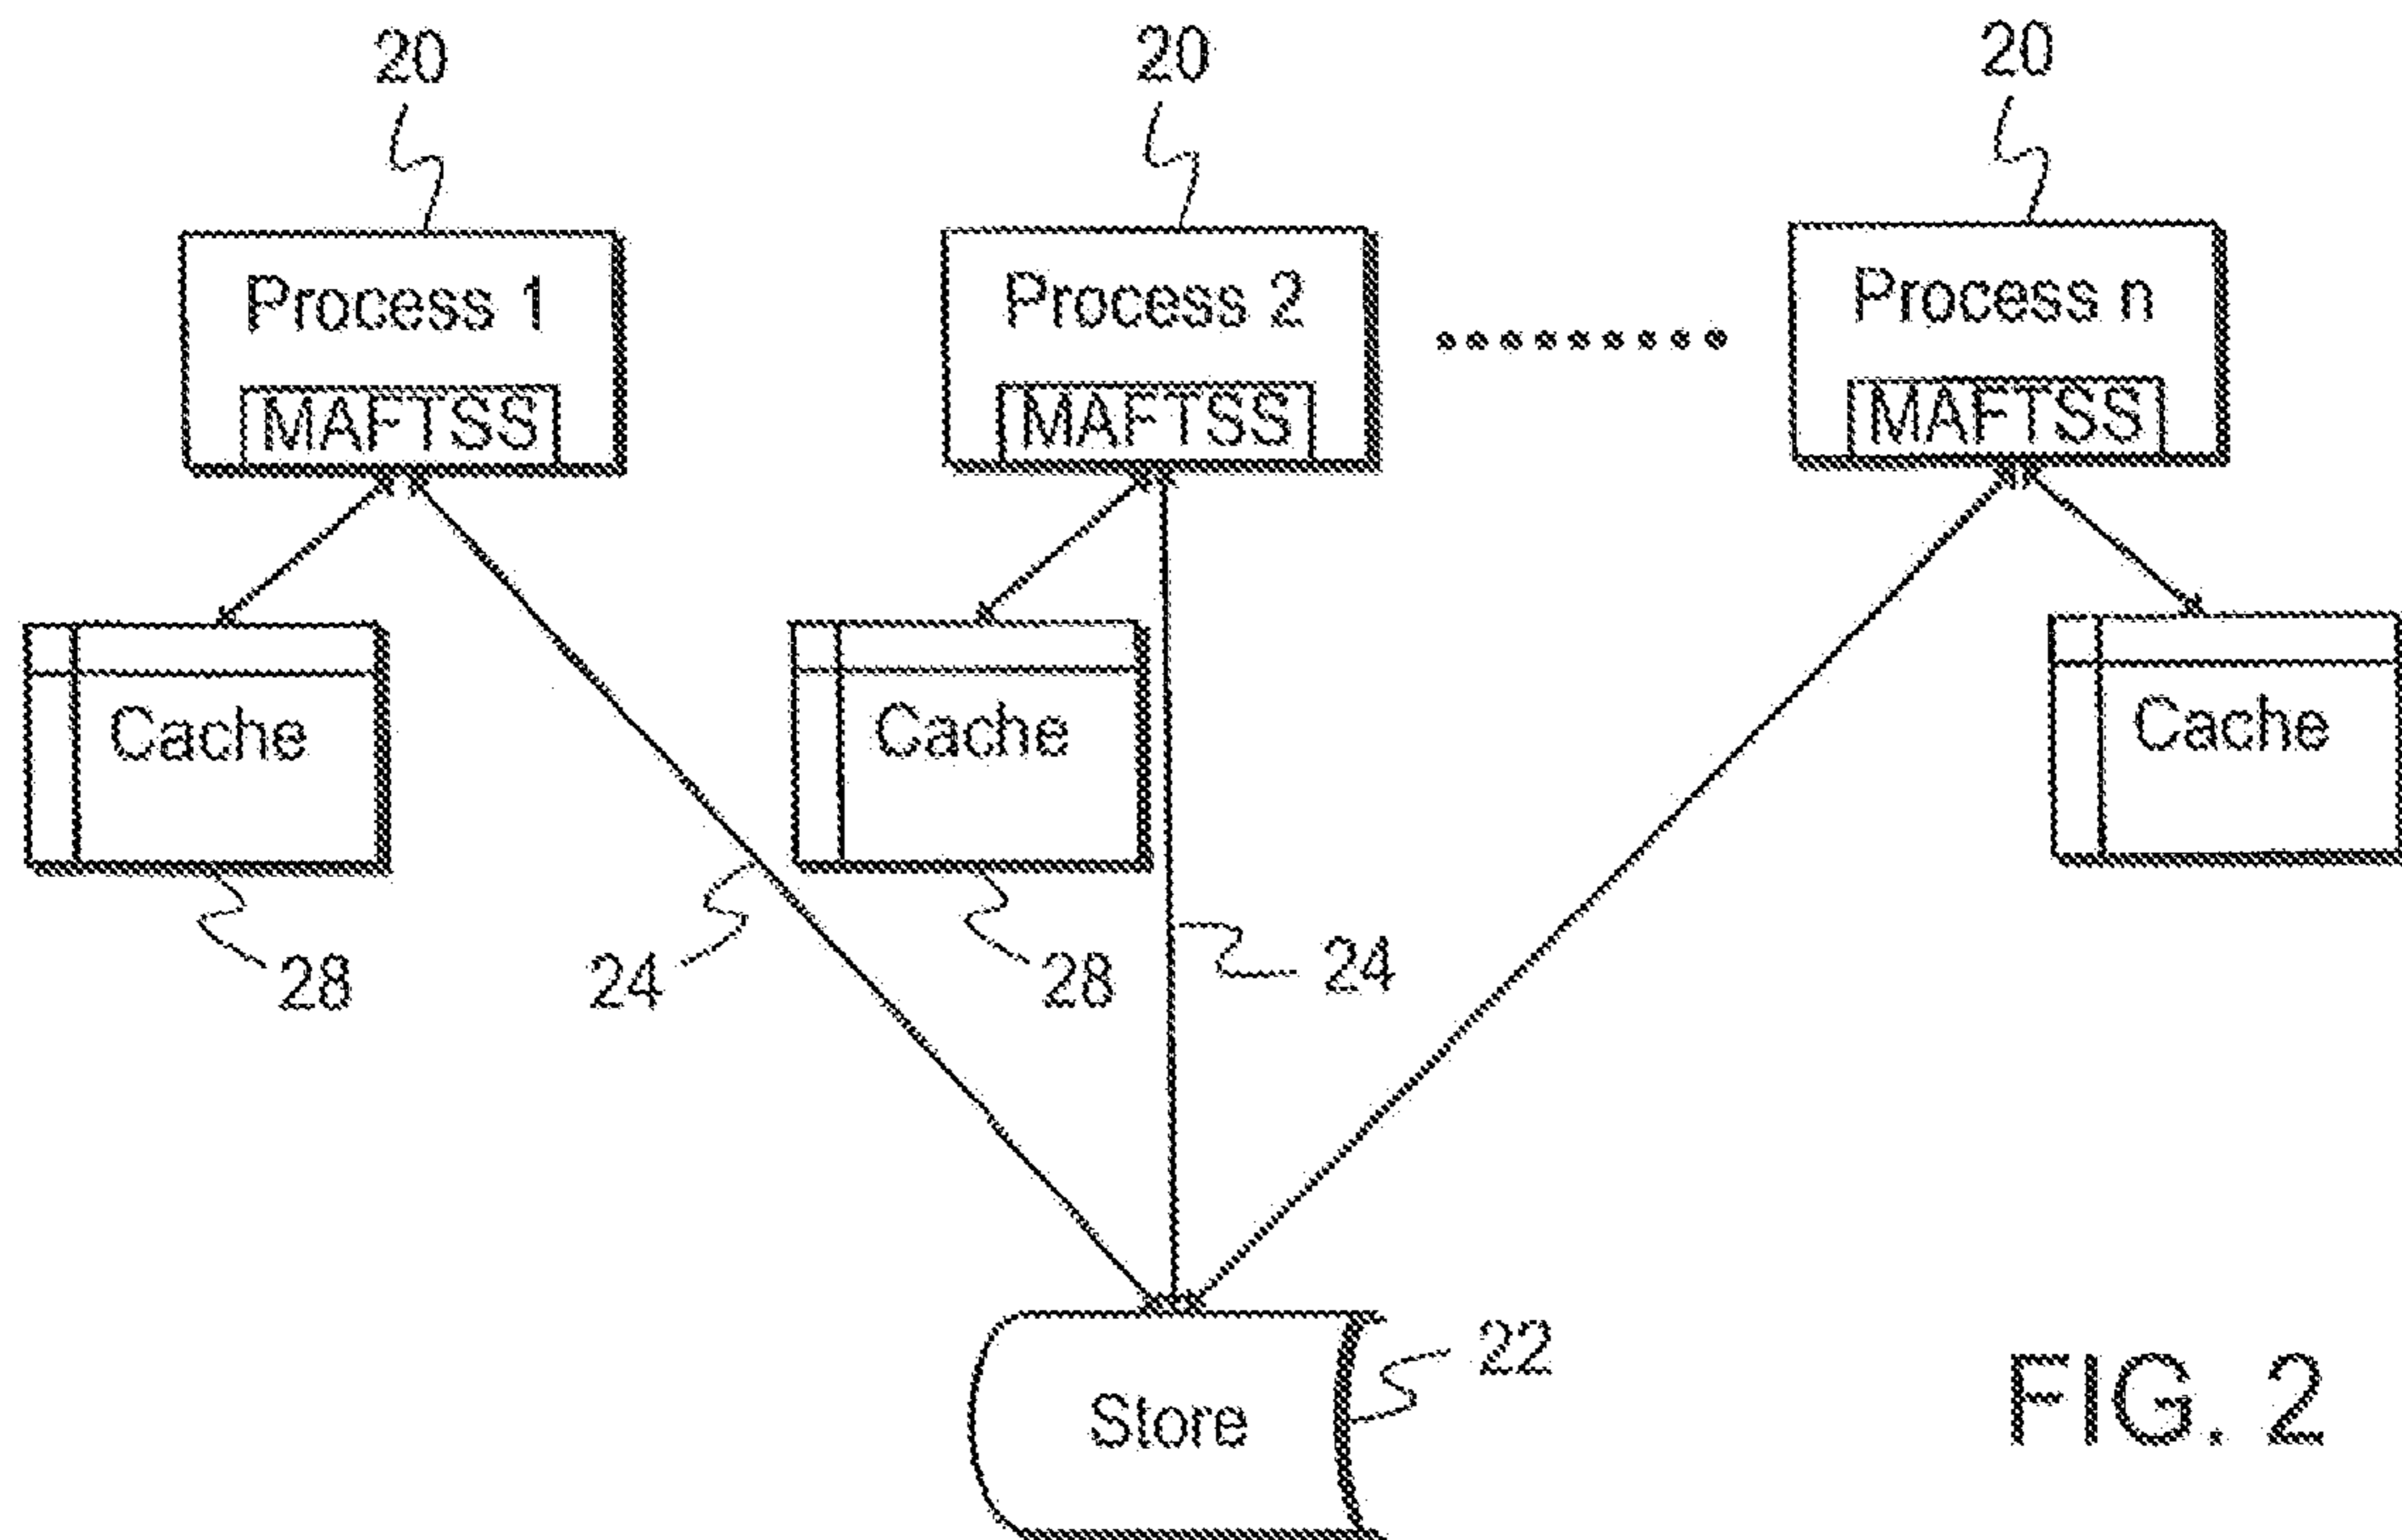 20 20 20
Process 1 Process 2 Process n
MAFTSS MAFTSS MAFTSS
Cache Cache Cache
28 24 28 24
22
Store
FIG. 2